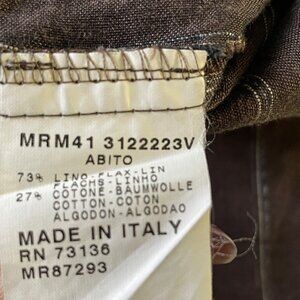 MRM41 3122223V
ABITO
73% LINO-FLAX-LIN
FLACHS-LINHO
27% COTONE-BAUMWOLLE
COTTON-COTON
ALGODON-ALGODAO
MADE IN ITALY
RN 73136
MR87293